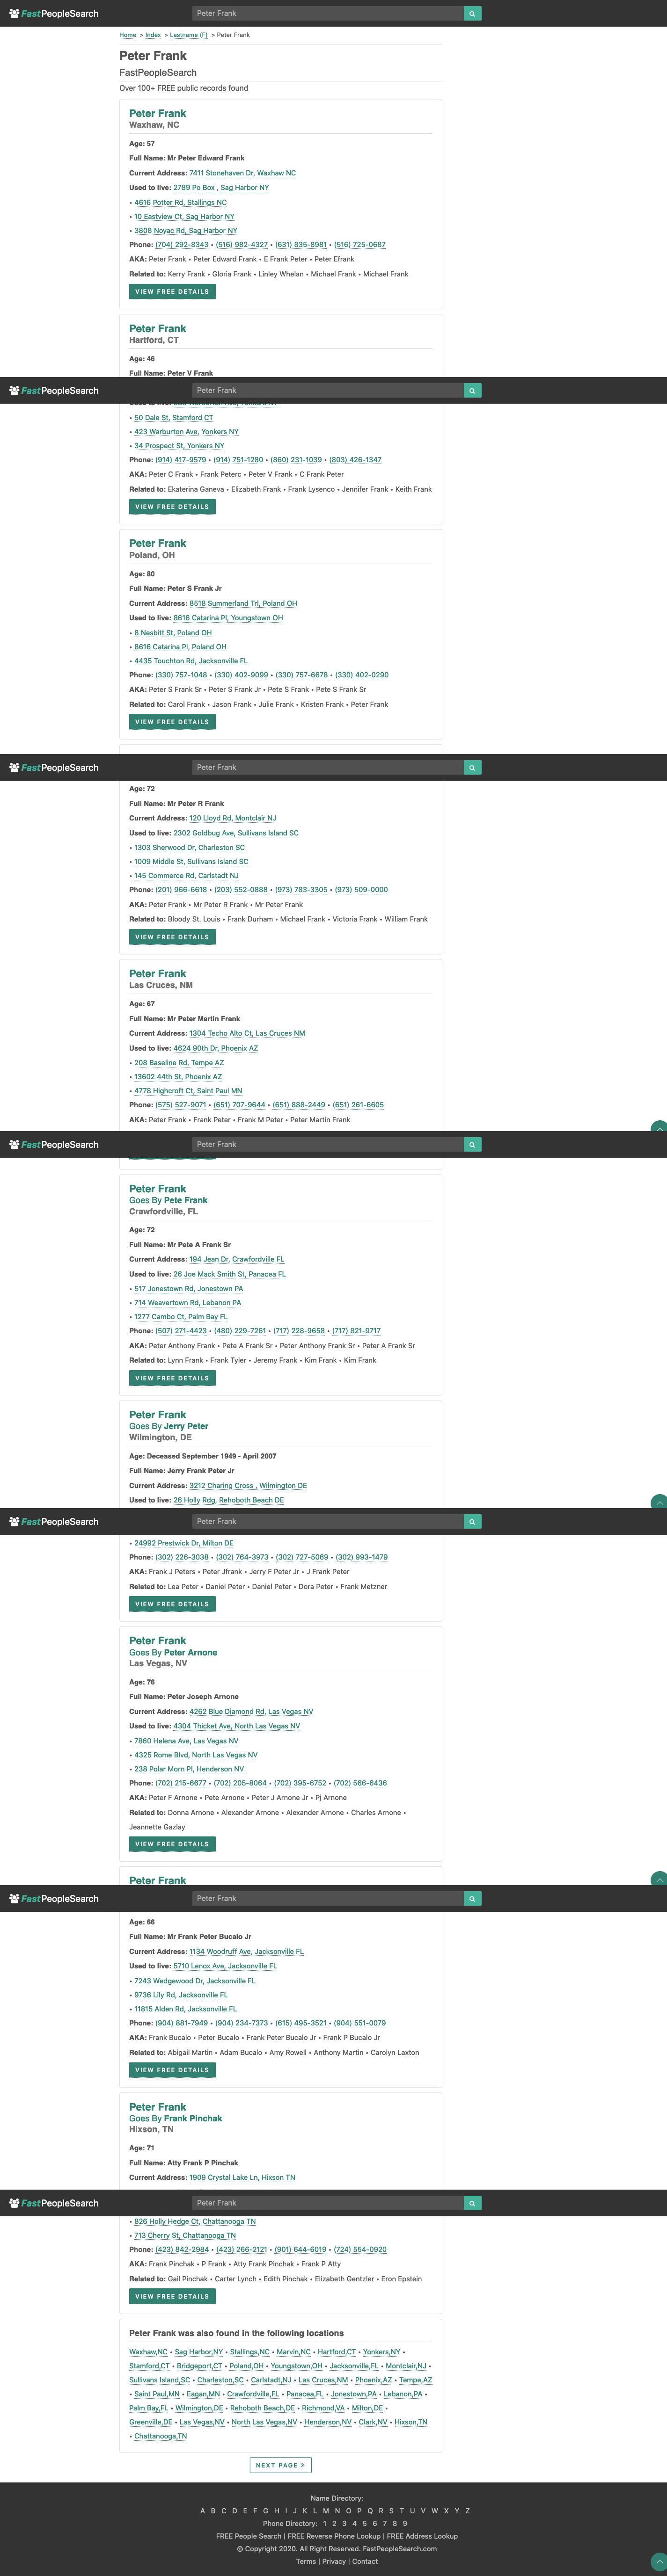 FastPeopleSearch
Peter Frank
Home > Index > Lastname (F) > Peter Frank
Peter Frank
FastPeopleSearch
Over 100+ FREE public records found
Peter Frank
Waxhaw, NC
Age: 57
Full Name: Mr Peter Edward Frank
Current Address: 7411 Stonehaven Dr, Waxhaw NC
Used to live: 2789 Po Box , Sag Harbor NY
• 4616 Potter Rd, Stallings NC
• 10 Eastview Ct, Sag Harbor NY
• 3808 Noyac Rd, Sag Harbor NY
Phone: (704) 292-8343 • (516) 982-4327 • (631) 835-8981 • (516) 725-0687
AKA: Peter Frank • Peter Edward Frank • E Frank Peter • Peter Efrank
Related to: Kerry Frank • Gloria Frank • Linley Whelan • Michael Frank • Michael Frank
VIEW FREE DETAILS
Peter Frank
Hartford, CT
Age: 46
Full Name: Peter V Frank
FastPeopleSearch
Peter Frank
• 50 Dale St, Stamford CT
• 423 Warburton Ave, Yonkers NY
• 34 Prospect St, Yonkers NY
Phone: (914) 417-9579 • (914) 751-1280 • (860) 231-1039 • (803) 426-1347
AKA: Peter C Frank • Frank Peterc • Peter V Frank • C Frank Peter
Related to: Ekaterina Ganeva • Elizabeth Frank • Frank Lysenco • Jennifer Frank • Keith Frank
VIEW FREE DETAILS
Peter Frank
Poland, OH
Age: 80
Full Name: Peter S Frank Jr
Current Address: 8518 Summerland Trl, Poland OH
Used to live: 8616 Catarina Pl, Youngstown OH
• 8 Nesbitt St, Poland OH
• 8616 Catarina Pl, Poland OH
• 4435 Touchton Rd, Jacksonville FL
Phone: (330) 757-1048 • (330) 402-9099 • (330) 757-6678 • (330) 402-0290
AKA: Peter S Frank Sr • Peter S Frank Jr • Pete S Frank • Pete S Frank Sr
Related to: Carol Frank • Jason Frank • Julie Frank • Kristen Frank • Peter Frank
VIEW FREE DETAILS
FastPeopleSearch
Peter Frank
Age: 72
Full Name: Mr Peter R Frank
Current Address: 120 Lloyd Rd, Montclair NJ
Used to live: 2302 Goldbug Ave, Sullivans Island SC
• 1303 Sherwood Dr, Charleston SC
• 1009 Middle St, Sullivans Island SC
• 145 Commerce Rd, Carlstadt NJ
Phone: (201) 966-6618 • (203) 552-0888 • (973) 783-3305 • (973) 509-0000
AKA: Peter Frank • Mr Peter R Frank • Mr Peter Frank
Related to: Bloody St. Louis • Frank Durham • Michael Frank • Victoria Frank • William Frank
VIEW FREE DETAILS
Peter Frank
Las Cruces, NM
Age: 67
Full Name: Mr Peter Martin Frank
Current Address: 1304 Techo Alto Ct, Las Cruces NM
Used to live: 4624 90th Dr, Phoenix AZ
• 208 Baseline Rd, Tempe AZ
• 13602 44th St, Phoenix AZ
• 4778 Highcroft Ct, Saint Paul MN
Phone: (575) 527-9071 • (651) 707-9644 • (651) 888-2449 • (651) 261-6605
AKA: Peter Frank • Frank Peter • Frank M Peter • Peter Martin Frank
FastPeopleSearch
Peter Frank
Peter Frank
Goes By Pete Frank
Crawfordville, FL
Age: 72
Full Name: Mr Pete A Frank Sr
Current Address: 194 Jean Dr, Crawfordville FL
Used to live: 26 Joe Mack Smith St, Panacea FL
• 517 Jonestown Rd, Jonestown PA
• 714 Weavertown Rd, Lebanon PA
• 1277 Cambo Ct, Palm Bay FL
Phone: (507) 271-4423 • (480) 229-7261 • (717) 228-9658 • (717) 821-9717
AKA: Peter Anthony Frank • Pete A Frank Sr • Peter Anthony Frank Sr • Peter A Frank Sr
Related to: Lynn Frank • Frank Tyler • Jeremy Frank • Kim Frank • Kim Frank
VIEW FREE DETAILS
Peter Frank
Goes By Jerry Peter
Wilmington, DE
Age: Deceased September 1949 - April 2007
Full Name: Jerry Frank Peter Jr
Current Address: 3212 Charing Cross , Wilmington DE
Used to live: 26 Holly Rdg, Rehoboth Beach DE
FastPeopleSearch
Peter Frank
• 24992 Prestwick Dr, Milton DE
Phone: (302) 226-3038 • (302) 764-3973 • (302) 727-5069 • (302) 993-1479
AKA: Frank J Peters • Peter Jfrank • Jerry F Peter Jr • J Frank Peter
Related to: Lea Peter • Daniel Peter • Daniel Peter • Dora Peter • Frank Metzner
VIEW FREE DETAILS
Peter Frank
Goes By Peter Arnone
Las Vegas, NV
Age: 76
Full Name: Peter Joseph Arnone
Current Address: 4262 Blue Diamond Rd, Las Vegas NV
Used to live: 4304 Thicket Ave, North Las Vegas NV
• 7860 Helena Ave, Las Vegas NV
• 4325 Rome Blvd, North Las Vegas NV
• 238 Polar Morn Pl, Henderson NV
Phone: (702) 215-6677 • (702) 205-8064 • (702) 395-6752 • (702) 566-6436
AKA: Peter F Arnone • Pete Arnone • Peter J Arnone Jr • Pj Arnone
Related to: Donna Arnone • Alexander Arnone • Alexander Arnone • Charles Arnone •
Jeannette Gazlay
VIEW FREE DETAILS
Peter Frank
FastPeopleSearch
Peter Frank
Age: 66
Full Name: Mr Frank Peter Bucalo Jr
Current Address: 1134 Woodruff Ave, Jacksonville FL
Used to live: 5710 Lenox Ave, Jacksonville FL
• 7243 Wedgewood Dr, Jacksonville FL
• 9736 Lily Rd, Jacksonville FL
• 11815 Alden Rd, Jacksonville FL
Phone: (904) 881-7949 • (904) 234-7373 • (615) 495-3521 • (904) 551-0079
AKA: Frank Bucalo • Peter Bucalo • Frank Peter Bucalo Jr • Frank P Bucalo Jr
Related to: Abigail Martin • Adam Bucalo • Amy Rowell • Anthony Martin • Carolyn Laxton
VIEW FREE DETAILS
Peter Frank
Goes By Frank Pinchak
Hixson, TN
Age: 71
Full Name: Atty Frank P Pinchak
Current Address: 1909 Crystal Lake Ln, Hixson TN
FastPeopleSearch
Peter Frank
• 826 Holly Hedge Ct, Chattanooga TN
• 713 Cherry St, Chattanooga TN
Phone: (423) 842-2984 • (423) 266-2121 • (901) 644-6019 • (724) 554-0920
AKA: Frank Pinchak • P Frank • Atty Frank Pinchak • Frank P Atty
Related to: Gail Pinchak • Carter Lynch • Edith Pinchak • Elizabeth Gentzler • Eron Epstein
VIEW FREE DETAILS
Peter Frank was also found in the following locations
Waxhaw,NC • Sag Harbor,NY • Stallings,NC • Marvin,NC • Hartford,CT • Yonkers,NY •
Stamford,CT • Bridgeport,CT • Poland,OH • Youngstown,OH • Jacksonville,FL • Montclair,NJ •
Sullivans Island,SC • Charleston,SC • Carlstadt,NJ • Las Cruces,NM • Phoenix,AZ • Tempe,AZ
• Saint Paul,MN • Eagan,MN • Crawfordville,FL • Panacea,FL • Jonestown,PA • Lebanon,PA •
Palm Bay,FL • Wilmington,DE • Rehoboth Beach,DE • Richmond,VA • Milton,DE •
Greenville,DE • Las Vegas,NV • North Las Vegas,NV • Henderson,NV • Clark,NV • Hixson,TN
• Chattanooga,TN
NEXT PAGE »
Name Directory:
A B C D E F G H I J K L M N O P Q R S T U V W X Y Z
Phone Directory: 1 2 3 4 5 6 7 8 9
FREE People Search | FREE Reverse Phone Lookup | FREE Address Lookup
© Copyright 2020. All Right Reserved. FastPeopleSearch.com
Terms | Privacy | Contact